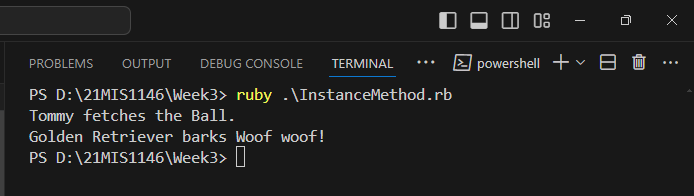 PROBLEMS OUTPUT DEBUG CONSOLE TERMINAL ··· powershell
PS D:\21MIS1146\Week3> ruby .\InstanceMethod.rb
Tommy fetches the Ball.
Golden Retriever barks Woof woof!
PS D:\21MIS1146\Week3>